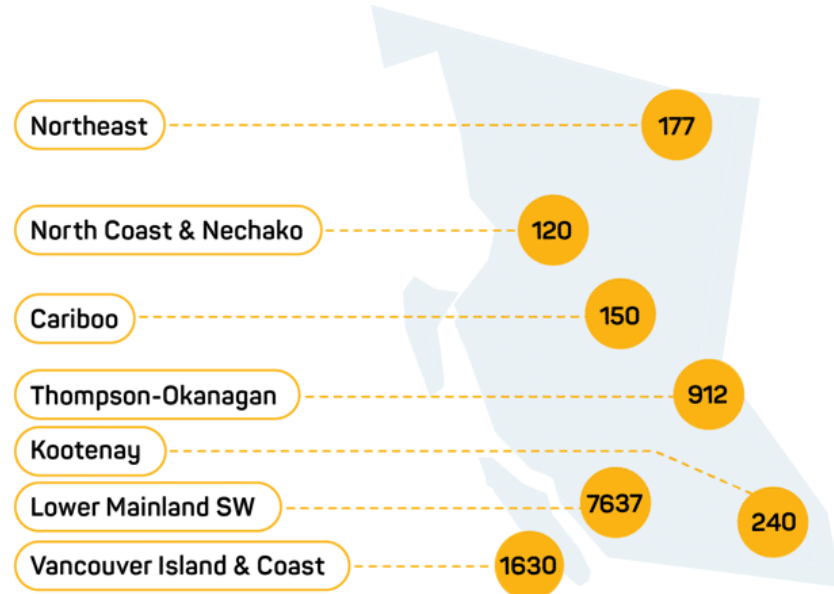 Northeast 177
North Coast & Nechako 120
Cariboo 150
Thompson-Okanagan 912
Kootenay 240
Lower Mainland SW 7637
Vancouver Island & Coast 1630